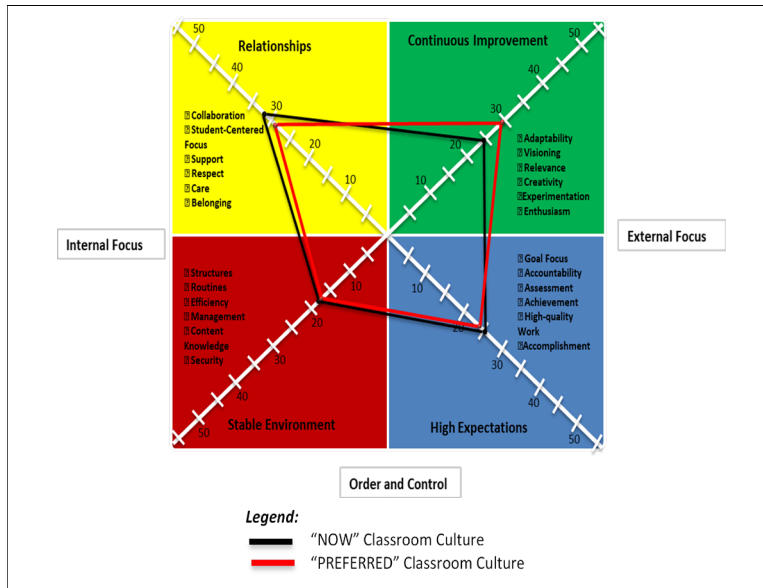 50
Relationships
40
30
20
10
⍰ Collaboration
⍰ Student-Centered
Focus
⍰ Support
⍰ Respect
⍰ Care
⍰ Belonging
Continuous Improvement
50
40
30
20
10
⍰ Adaptability
⍰ Visioning
⍰ Relevance
⍰ Creativity
⍰ Experimentation
⍰ Enthusiasm
Internal Focus
External Focus
⍰ Structures
⍰ Routines
⍰ Efficiency
⍰ Management
⍰ Content
Knowledge
⍰ Security
10
20
30
40
50
Stable Environment
⍰ Goal Focus
⍰ Accountability
⍰ Assessment
⍰ Achievement
⍰ High-quality
Work
⍰ Accomplishment
10
20
30
40
50
High Expectations
Order and Control
Legend:
“NOW” Classroom Culture
“PREFERRED” Classroom Culture